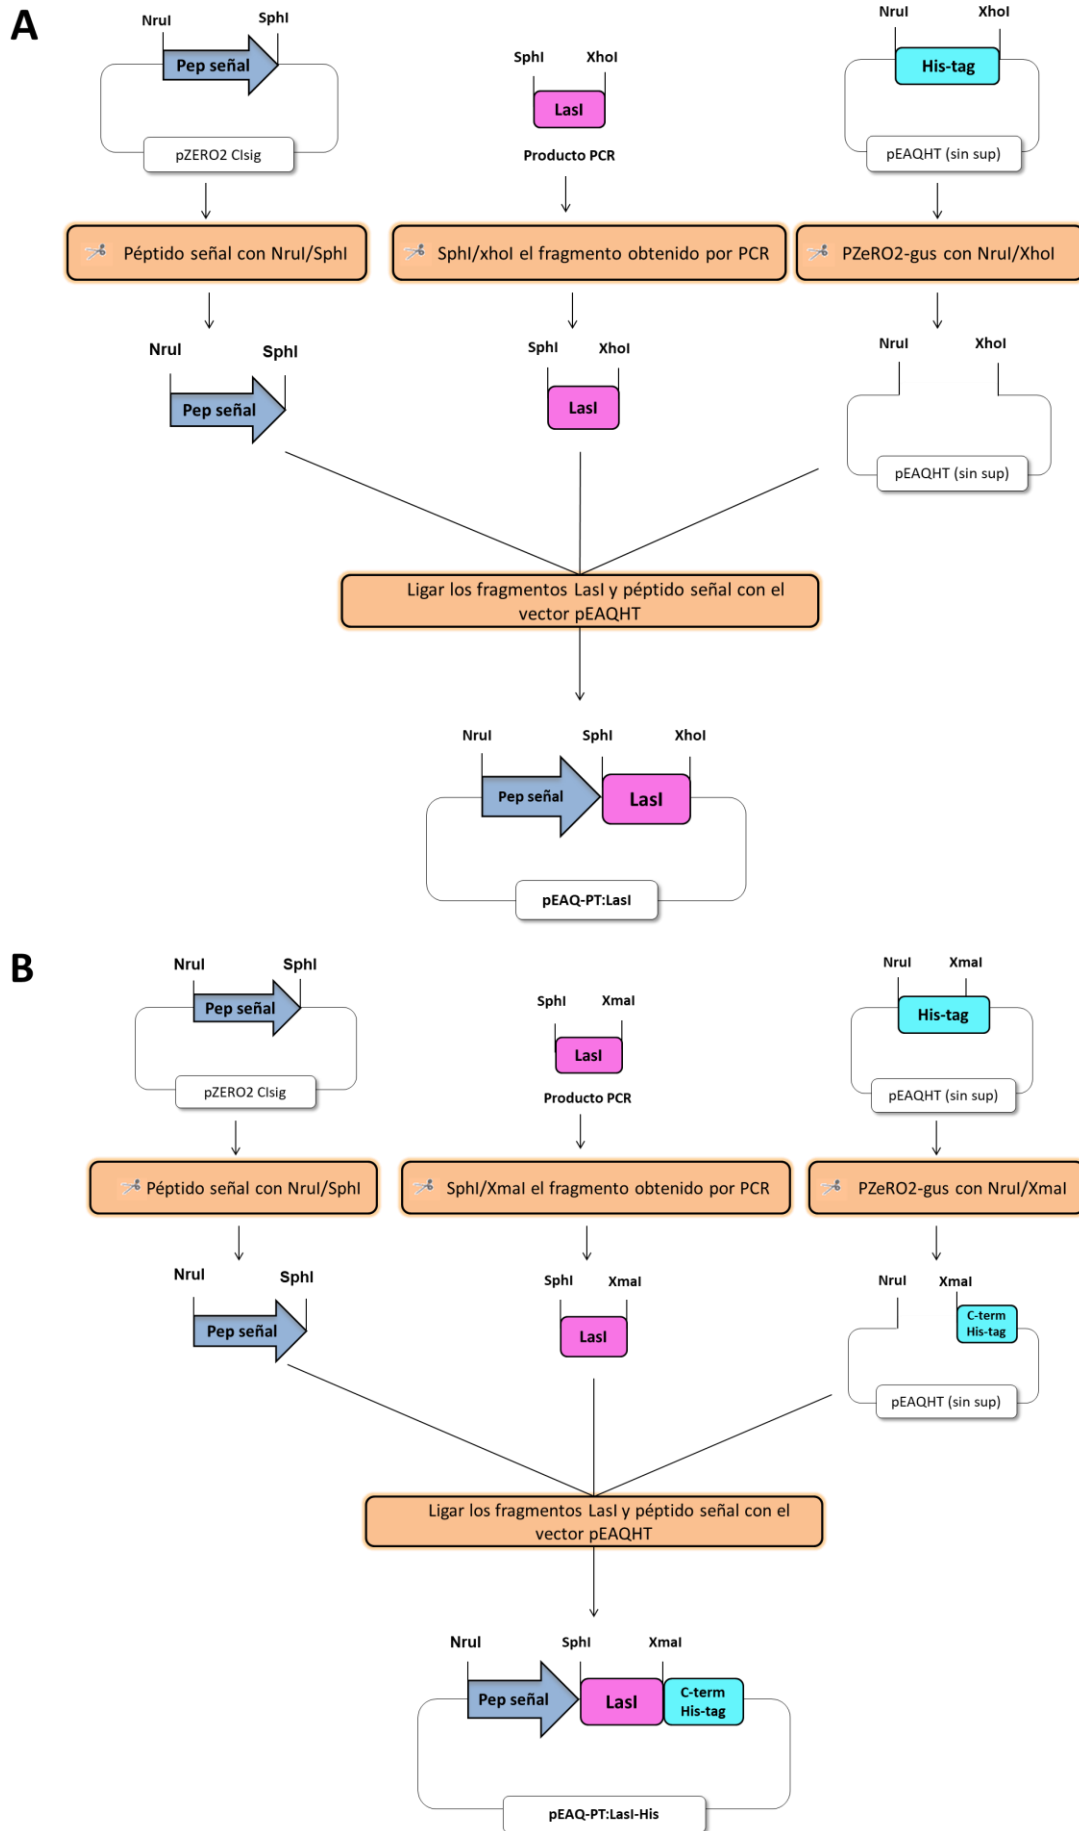 A
NruI
SphI
Pep señal
pZERO2 Clsig
SphI
XhoI
LasI
Producto PCR
NruI
XhoI
His-tag
pEAQHT (sin sup)
Péptido señal con NruI/SphI
SphI/xhoI el fragmento obtenido por PCR
PZeRO2-gus con NruI/XhoI
NruI
SphI
Pep señal
SphI
XhoI
LasI
NruI
XhoI
pEAQHT (sin sup)
Ligar los fragmentos LasI y péptido señal con el
vector pEAQHT
NruI
SphI
XhoI
Pep señal
LasI
pEAQ-PT:LasI
B
NruI
SphI
Pep señal
pZERO2 Clsig
SphI
XmaI
LasI
Producto PCR
NruI
XmaI
His-tag
pEAQHT (sin sup)
Péptido señal con NruI/SphI
SphI/XmaI el fragmento obtenido por PCR
PZeRO2-gus con NruI/XmaI
NruI
SphI
Pep señal
SphI
XmaI
LasI
NruI
XmaI
C-term
His-tag
pEAQHT (sin sup)
Ligar los fragmentos LasI y péptido señal con el
vector pEAQHT
NruI
SphI
XmaI
Pep señal
LasI
C-term
His-tag
pEAQ-PT:LasI-His